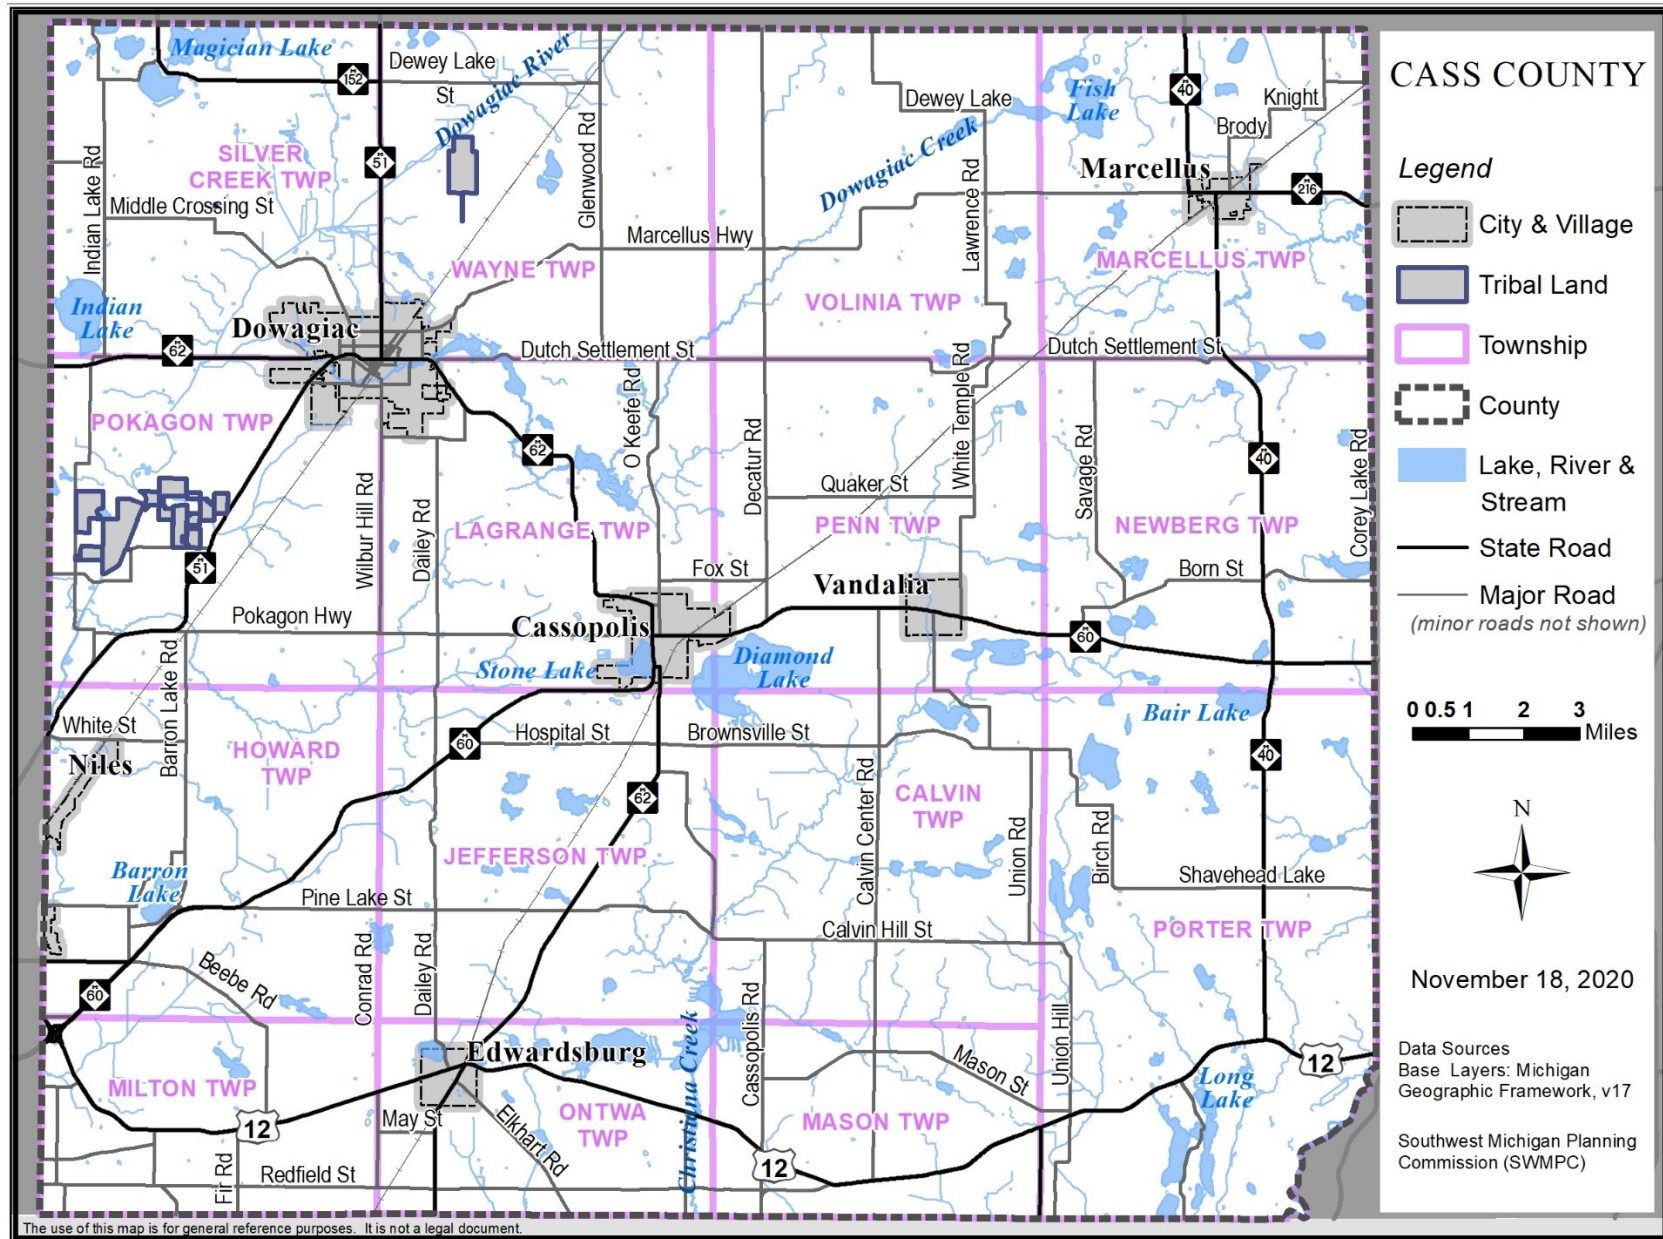 CASS COUNTY
Legend
City & Village
Tribal Land
Township
County
Lake, River &
Stream
State Road
Major Road
(minor roads not shown)
0 0.5 1 2 3
Miles
N
November 18, 2020
Data Sources
Base Layers: Michigan
Geographic Framework, v17
Southwest Michigan Planning
Commission (SWMPC)
Magician Lake
M
152
Dewey Lake
St
Dowagiac River
Glenwood Rd
Dewey Lake
Fish
Lake
M
40
Knight
Brody
Marcellus
M
216
SILVER
CREEK TWP
M
51
Indian Lake Rd
Middle Crossing St
Dowagiac Creek
Lawrence Rd
Marcellus Hwy
WAYNE TWP
VOLINIA TWP
MARCELLUS TWP
Indian
Lake
Dowagiac
M
62
Dutch Settlement St
Dutch Settlement St
POKAGON TWP
M
62
O Keefe Rd
Decatur Rd
White Temple Rd
Savage Rd
M
40
Corey Lake Rd
Quaker St
Wilbur Hill Rd
Dailey Rd
LAGRANGE TWP
PENN TWP
NEWBERG TWP
M
51
Fox St
Vandalia
Born St
Pokagon Hwy
Cassopolis
M
60
Stone Lake
Diamond
Lake
Barron Lake Rd
Bair Lake
White St
Niles
HOWARD
TWP
M
60
Hospital St
Brownsville St
M
40
M
62
Calvin Center Rd
CALVIN
TWP
Union Rd
Birch Rd
JEFFERSON TWP
Barron
Lake
Pine Lake St
Shavehead Lake
Calvin Hill St
PORTER TWP
Beebe Rd
Conrad Rd
Dailey Rd
M
60
Cassopolis Rd
Union Hill
Christiana Creek
Edwardsburg
Mason St
12
MILTON TWP
Long
Lake
12
May St
Elkhart Rd
ONTWA
TWP
MASON TWP
12
Fir Rd
Redfield St
The use of this map is for general reference purposes. It is not a legal document.